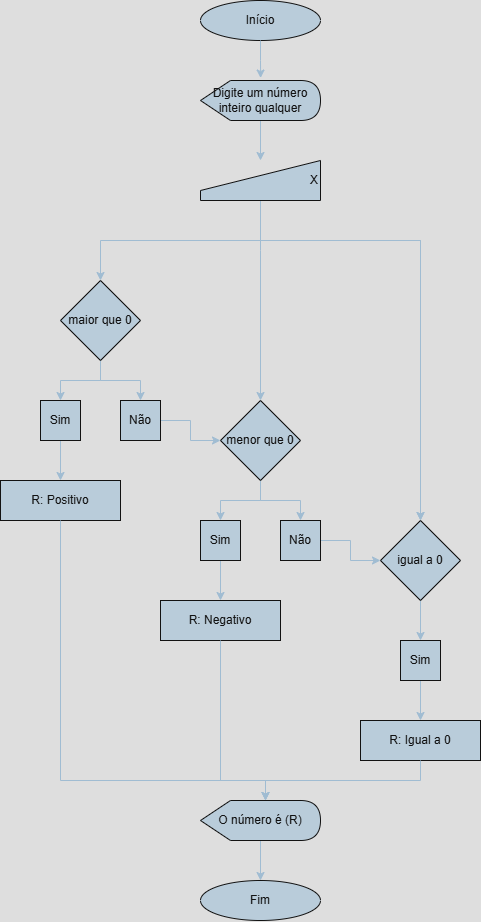 Início
Digite um número
inteiro qualquer
X
maior que 0
Sim
Não
menor que 0
R: Positivo
Sim
Não
igual a 0
R: Negativo
Sim
R: Igual a 0
O número é (R)
Fim